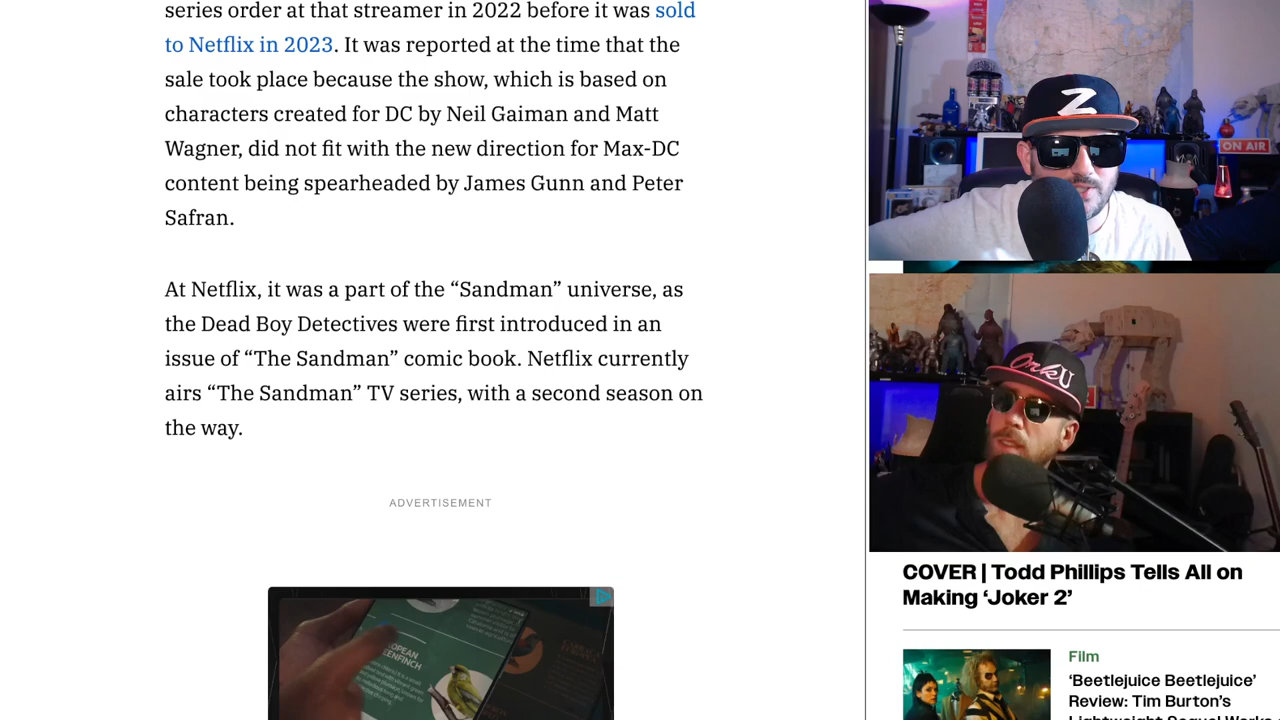 series order at that streamer in 2022 before it was sold
to Netflix in 2023. It was reported at the time that the
sale took place because the show, which is based on
characters created for DC by Neil Gaiman and Matt
Wagner, did not fit with the new direction for Max-DC
content being spearheaded by James Gunn and Peter
Safran.
At Netflix, it was a part of the “Sandman” universe, as
the Dead Boy Detectives were first introduced in an
issue of “The Sandman” comic book. Netflix currently
airs “The Sandman” TV series, with a second season on
the way.
ADVERTISEMENT
Z
ON AIR
OnkU
COVER | Todd Phillips Tells All on
Making ‘Joker 2’
Film
‘Beetlejuice Beetlejuice’
Review: Tim Burton’s
Lightweight Sequel Works